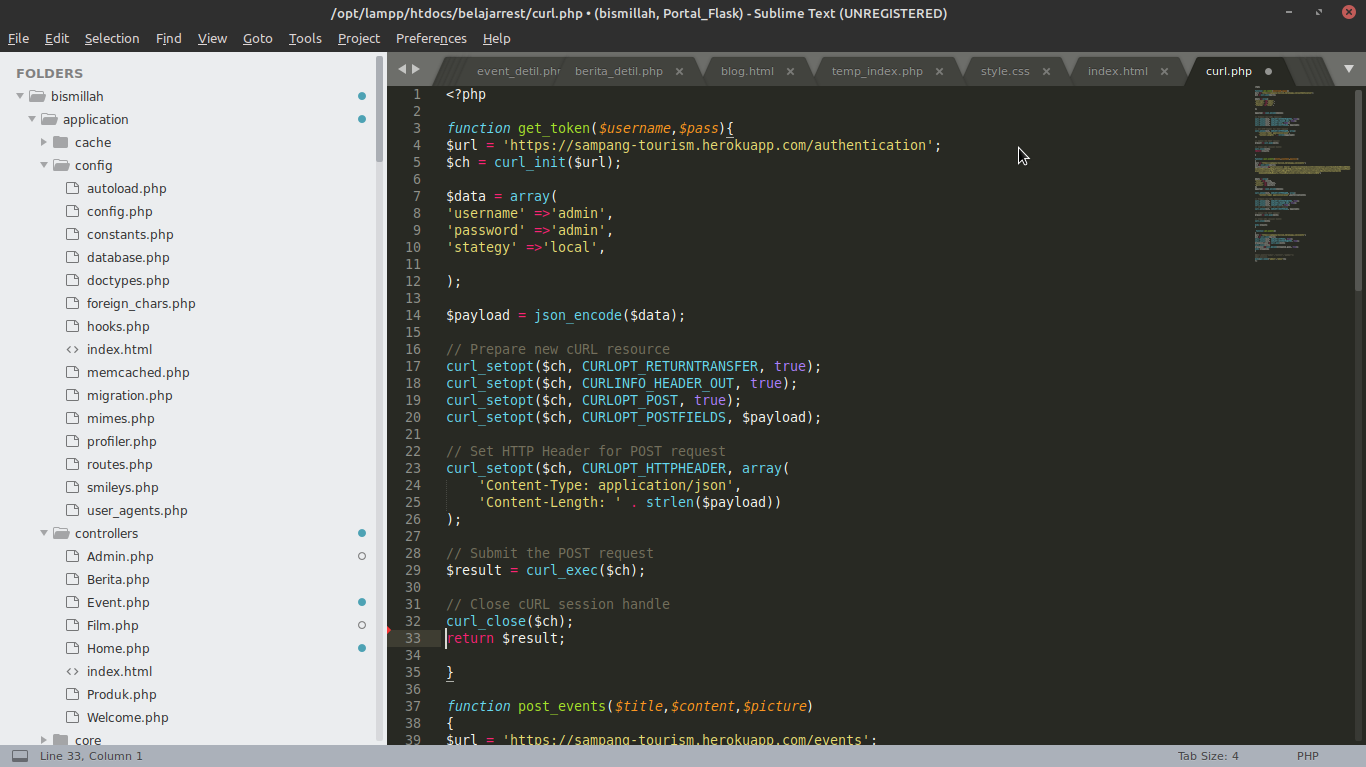 /opt/lampp/htdocs/belajarrest/curl.php • (bismillah, Portal_Flask) - Sublime Text (UNREGISTERED)
File Edit Selection Find View Goto Tools Project Preferences Help
FOLDERS
bismillah
application
cache
config
autoload.php
config.php
constants.php
database.php
doctypes.php
foreign_chars.php
hooks.php
index.html
memcached.php
migration.php
mimes.php
profiler.php
routes.php
smileys.php
user_agents.php
controllers
Admin.php
Berita.php
Event.php
Film.php
Home.php
index.html
Produk.php
Welcome.php
core
event_detil.ph berita_detil.php blog.html temp_index.php style.css index.html curl.php
1 <?php
2
3 function get_token($username,$pass){
4 $url = 'https://sampang-tourism.herokuapp.com/authentication';
5 $ch = curl_init($url);
6
7 $data = array(
8 'username' =>'admin',
9 'password' =>'admin',
10 'stategy' =>'local',
11
12 );
13
14 $payload = json_encode($data);
15
16 // Prepare new cURL resource
17 curl_setopt($ch, CURLOPT_RETURNTRANSFER, true);
18 curl_setopt($ch, CURLINFO_HEADER_OUT, true);
19 curl_setopt($ch, CURLOPT_POST, true);
20 curl_setopt($ch, CURLOPT_POSTFIELDS, $payload);
21
22 // Set HTTP Header for POST request
23 curl_setopt($ch, CURLOPT_HTTPHEADER, array(
24 'Content-Type: application/json',
25 'Content-Length: ' . strlen($payload))
26 );
27
28 // Submit the POST request
29 $result = curl_exec($ch);
30
31 // Close cURL session handle
32 curl_close($ch);
33 return $result;
34
35 }
36
37 function post_events($title,$content,$picture)
38 {
39 $url = 'https://sampang-tourism.herokuapp.com/events';
Line 33, Column 1 Tab Size: 4 PHP